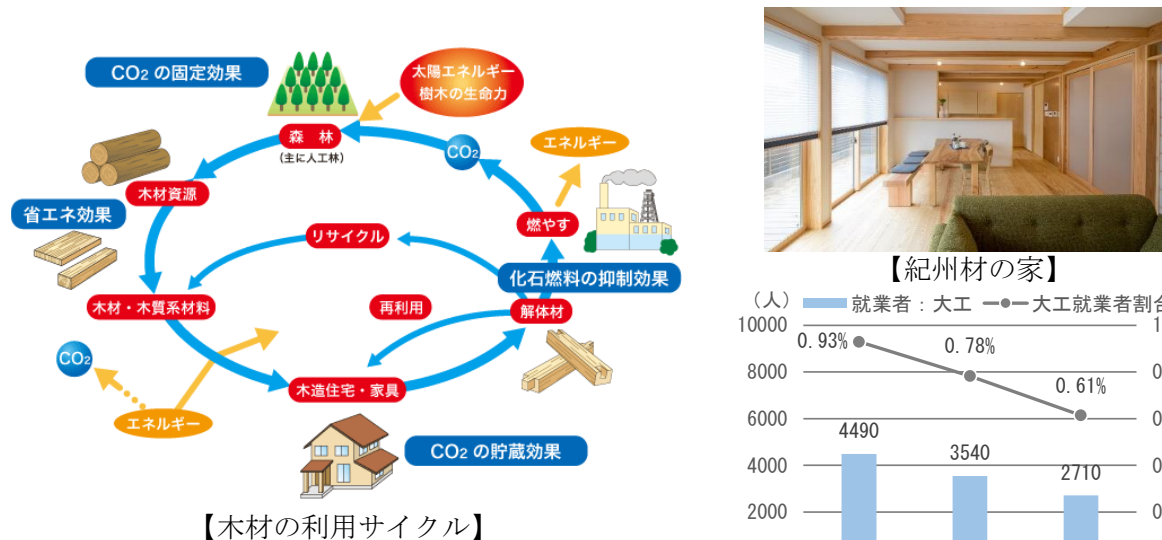 CO₂ の固定効果
太陽エネルギー
樹木の生命力
森　林
(主に人工林)
CO₂
エネルギー
木材資源
省エネ効果
燃やす
リサイクル
化石燃料の抑制効果
木材・木質系材料
再利用
解体材
CO₂
木造住宅・家具
エネルギー
CO₂ の貯蔵効果
【木材の利用サイクル】
【紀州材の家】
（人）
就業者：大工
大工就業者割合
10000
8000
6000
4000
2000
0.93%
0.78%
0.61%
4490
3540
2710